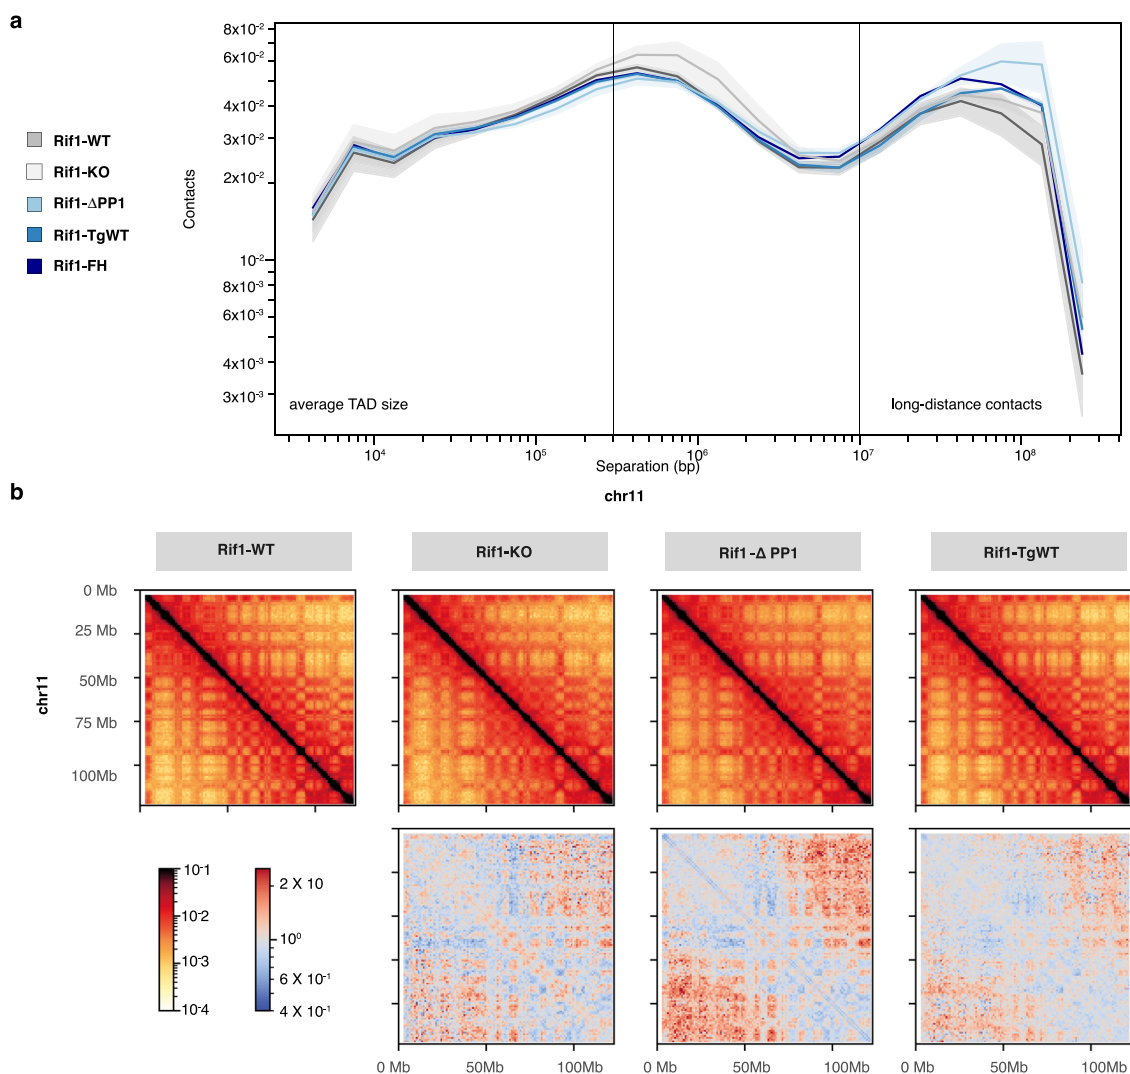 a
8x10⁻²
6x10⁻²
4x10⁻²
3x10⁻²
2x10⁻²
10⁻²
8x10⁻³
6x10⁻³
4x10⁻³
3x10⁻³
Contacts
Rif1-WT
Rif1-KO
Rif1-ΔPP1
Rif1-TgWT
Rif1-FH
average TAD size
long-distance contacts
10⁴
10⁵
10⁶
10⁷
10⁸
Separation (bp)
b
chr11
Rif1-WT
Rif1-KO
Rif1 -Δ PP1
Rif1-TgWT
0 Mb
25 Mb
50Mb
75 Mb
100Mb
chr11
10⁻¹
10⁻²
10⁻³
10⁻⁴
2 X 10
10⁰
6 X 10⁻¹
4 X 10⁻¹
0 Mb
50Mb
100Mb
0 Mb
50Mb
100Mb
0 Mb
50Mb
100Mb